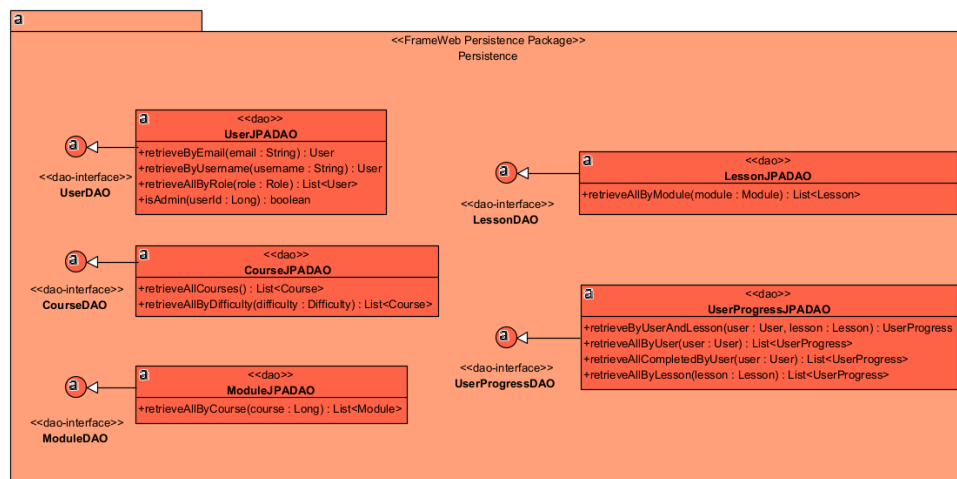 a
<<FrameWeb Persistence Package>>
Persistence
a
<<dao>>
UserJPADAO
+retrieveByEmail(email : String) : User
+retrieveByUsername(username : String) : User
+retrieveAllByRole(role : Role) : List<User>
+isAdmin(userId : Long) : boolean
a
<<dao-interface>>
UserDAO
a
<<dao>>
LessonJPADAO
+retrieveAllByModule(module : Module) : List<Lesson>
a
<<dao-interface>>
LessonDAO
a
<<dao>>
CourseJPADAO
+retrieveAllCourses() : List<Course>
+retrieveAllByDifficulty(difficulty : Difficulty) : List<Course>
a
<<dao-interface>>
CourseDAO
a
<<dao>>
UserProgressJPADAO
+retrieveByUserAndLesson(user : User, lesson : Lesson) : UserProgress
+retrieveAllByUser(user : User) : List<UserProgress>
+retrieveAllCompletedByUser(user : User) : List<UserProgress>
+retrieveAllByLesson(lesson : Lesson) : List<UserProgress>
a
<<dao-interface>>
UserProgressDAO
a
<<dao>>
ModuleJPADAO
+retrieveAllByCourse(course : Long) : List<Module>
a
<<dao-interface>>
ModuleDAO